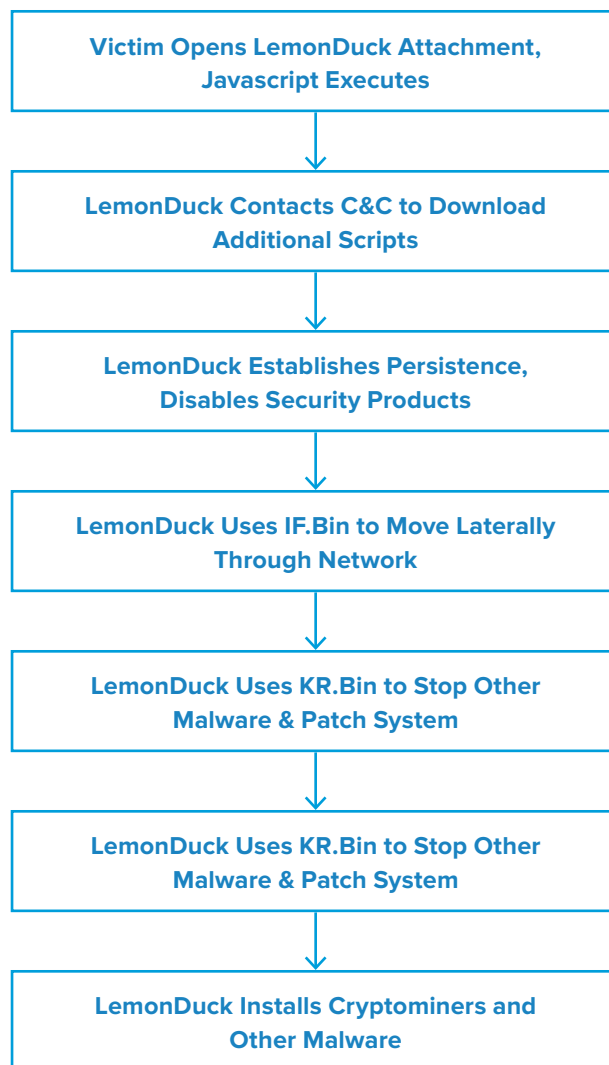 Victim Opens LemonDuck Attachment,
Javascript Executes
LemonDuck Contacts C&C to Download
Additional Scripts
LemonDuck Establishes Persistence,
Disables Security Products
LemonDuck Uses IF.Bin to Move Laterally
Through Network
LemonDuck Uses KR.Bin to Stop Other
Malware & Patch System
LemonDuck Uses KR.Bin to Stop Other
Malware & Patch System
LemonDuck Installs Cryptominers and
Other Malware